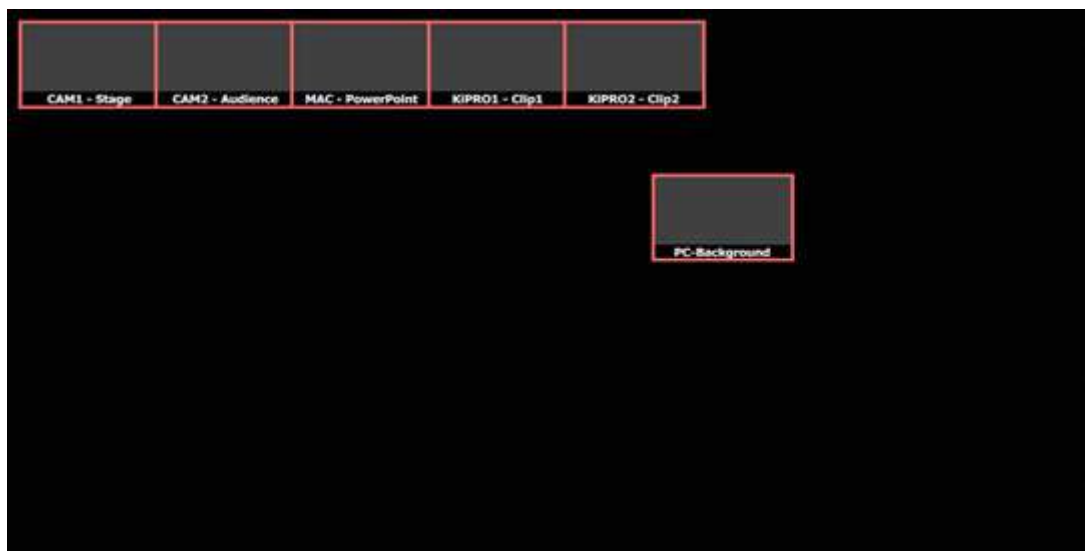 CAM1 - Stage
CAM2 - Audience
MAC - PowerPoint
KiPRO1 - Clip1
KiPRO2 - Clip2
PC-Background